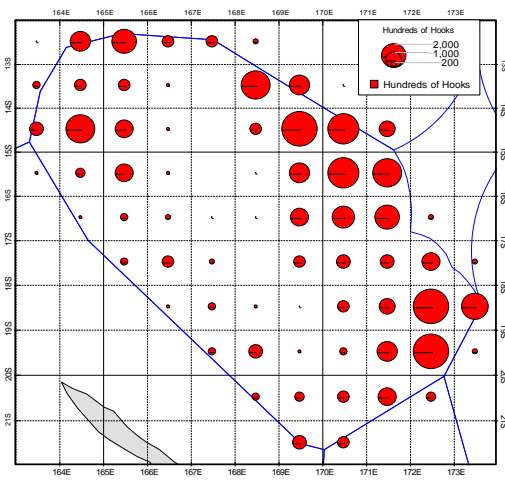 164E 165E 166E 167E 168E 169E 170E 171E 172E 173E
Hundreds of Hooks
2,000
1,000
200
Hundreds of Hooks
13S
14S
15S
16S
17S
18S
19S
20S
21S
164E 165E 166E 167E 168E 169E 170E 171E 172E 173E